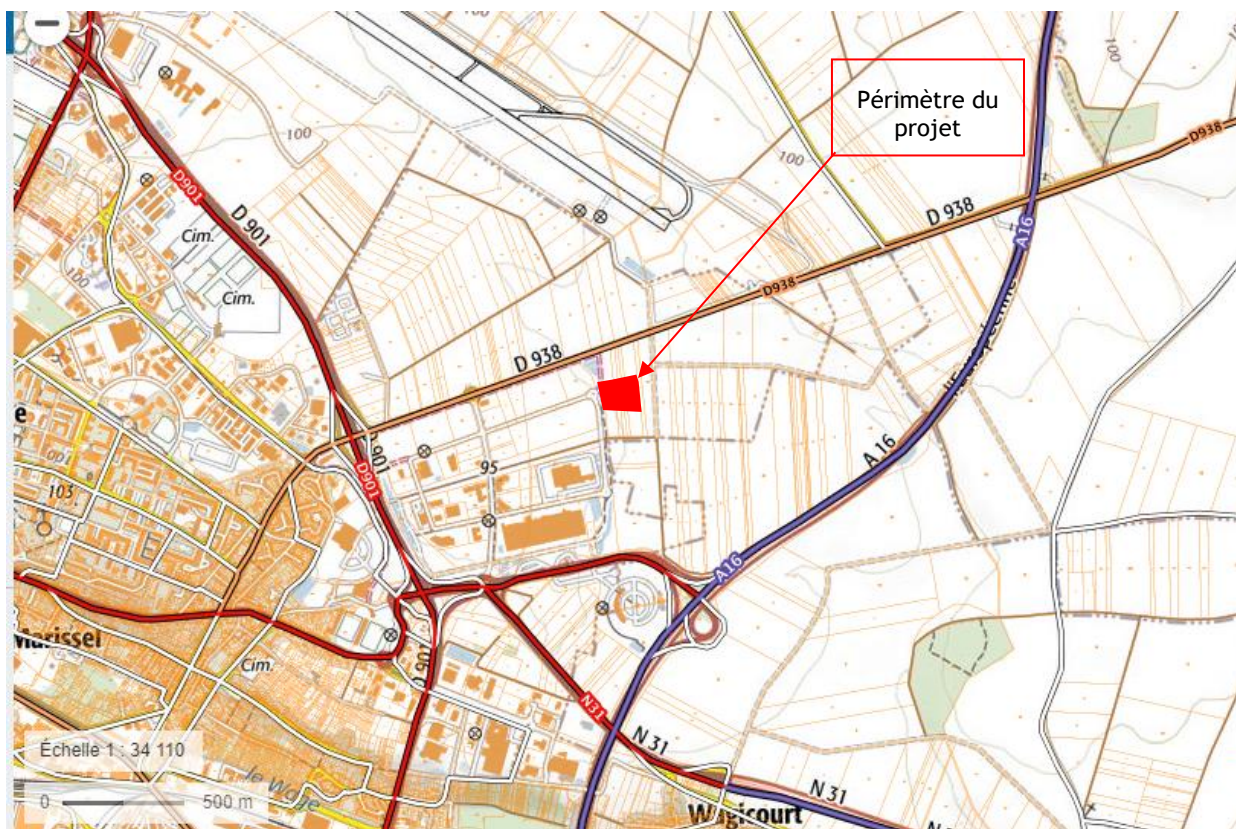 Périmètre du
projet
100
100
100
D938
D901
D 901
D 938
Cim.
100
A16
Cim.
D938
D 938
e
D901
D901
95
A 16
103
A16
Marissel
Cim.
D 901
N31
N 31
Échelle 1 : 34 110
0 500 m
N 31
Wagicourt